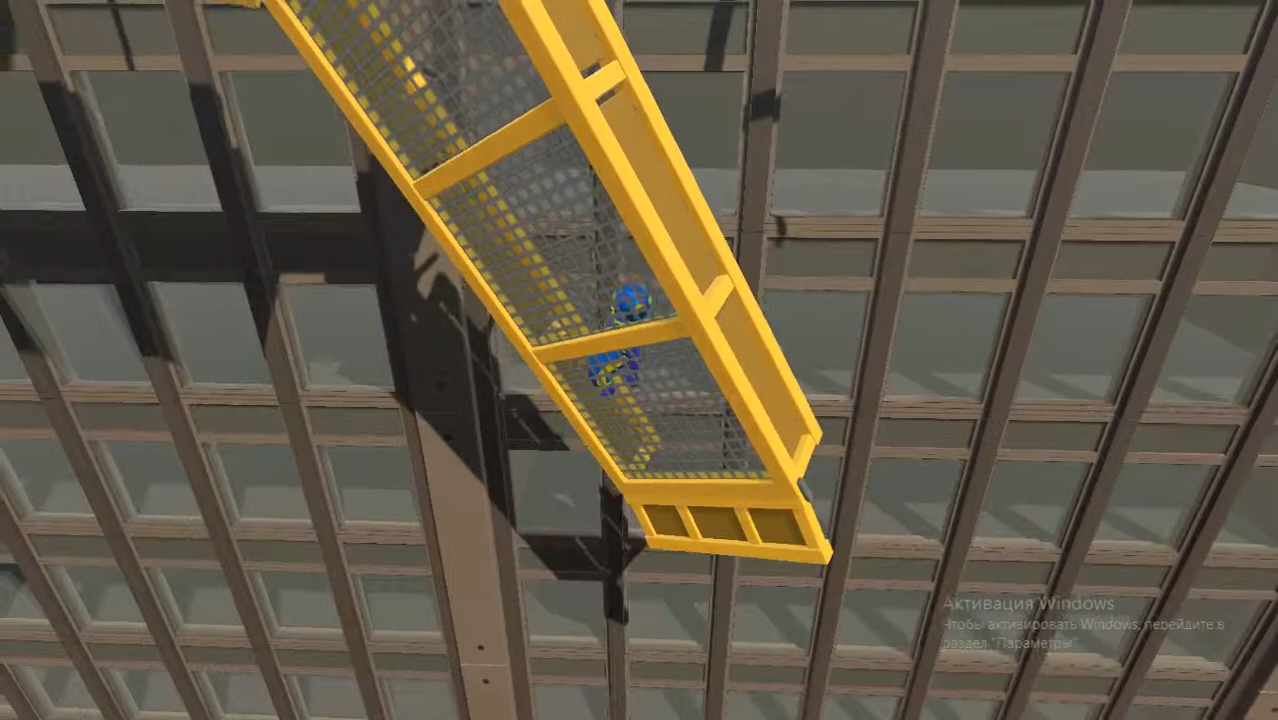 Активация Windows
Чтобы активировать Windows, перейдите в
раздел "Параметры"